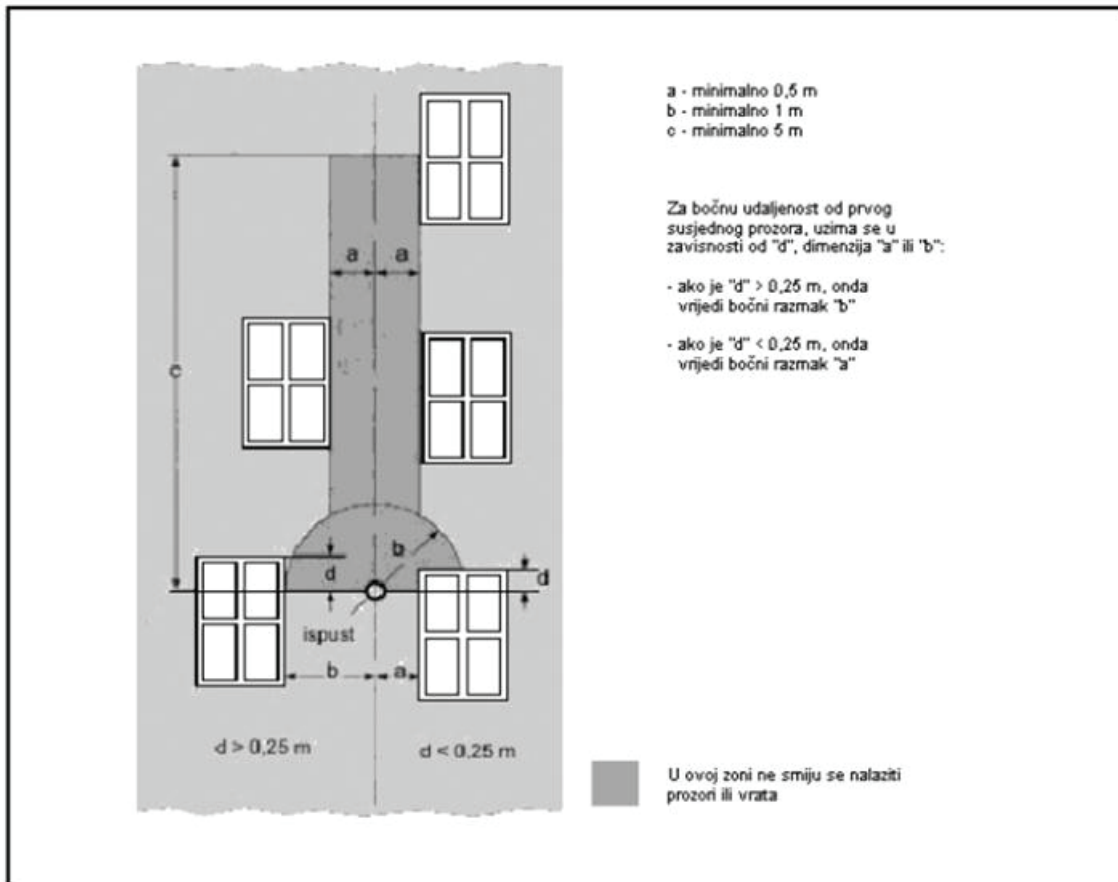 a - minimalno 0,5 m
b - minimalno 1 m
c - minimalno 5 m
Za bočnu udaljenost od prvog
susjednog prozora, uzima se u
zavisnosti od "d", dimenzija "a" ili "b":
- ako je "d" > 0,25 m, onda
vrijedi bočni razmak "b"
- ako je "d" < 0,25 m, onda
vrijedi bočni razmak "a"
a a
c
b
d
d
ispust
b a
d > 0,25 m
d < 0,25 m
U ovoj zoni ne smiju se nalaziti
prozori ili vrata